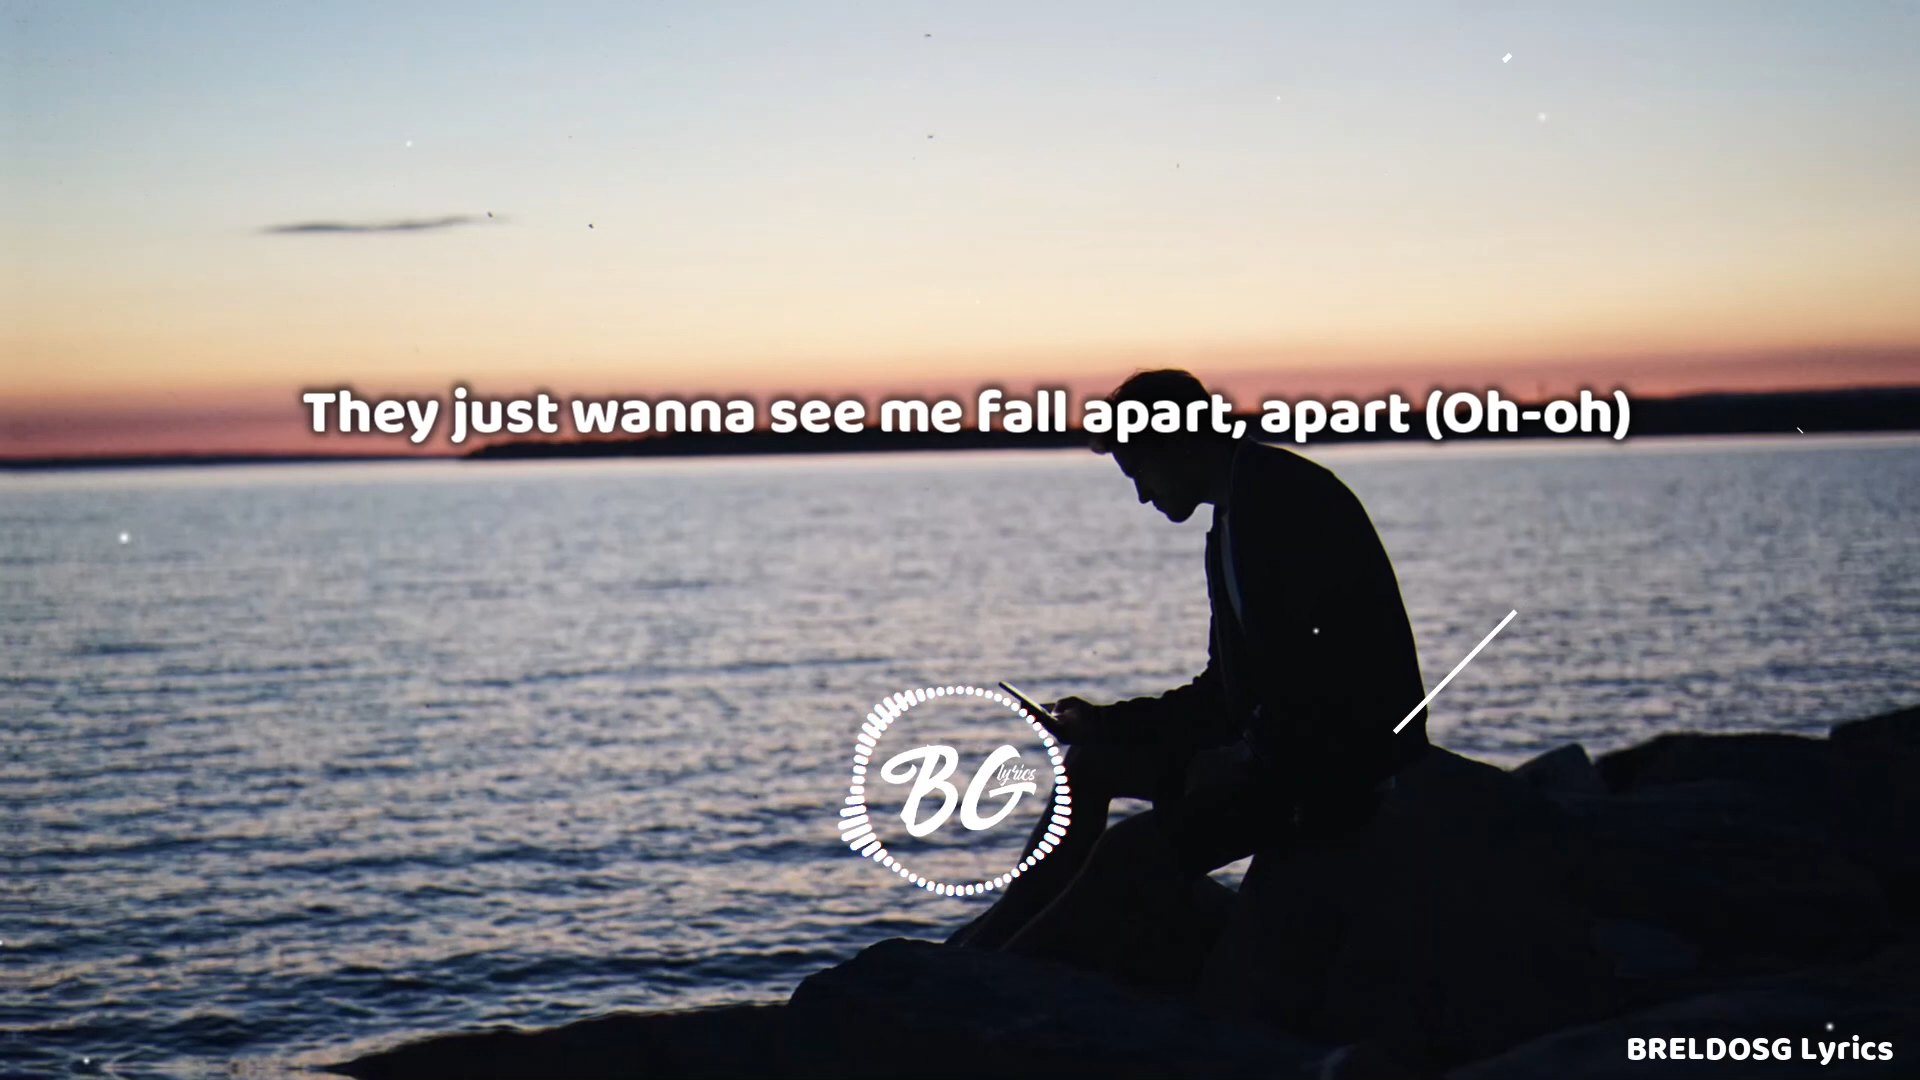 They just wanna see me fall apart, apart (Oh-oh)
BG
lyrics
BRELDOSG Lyrics